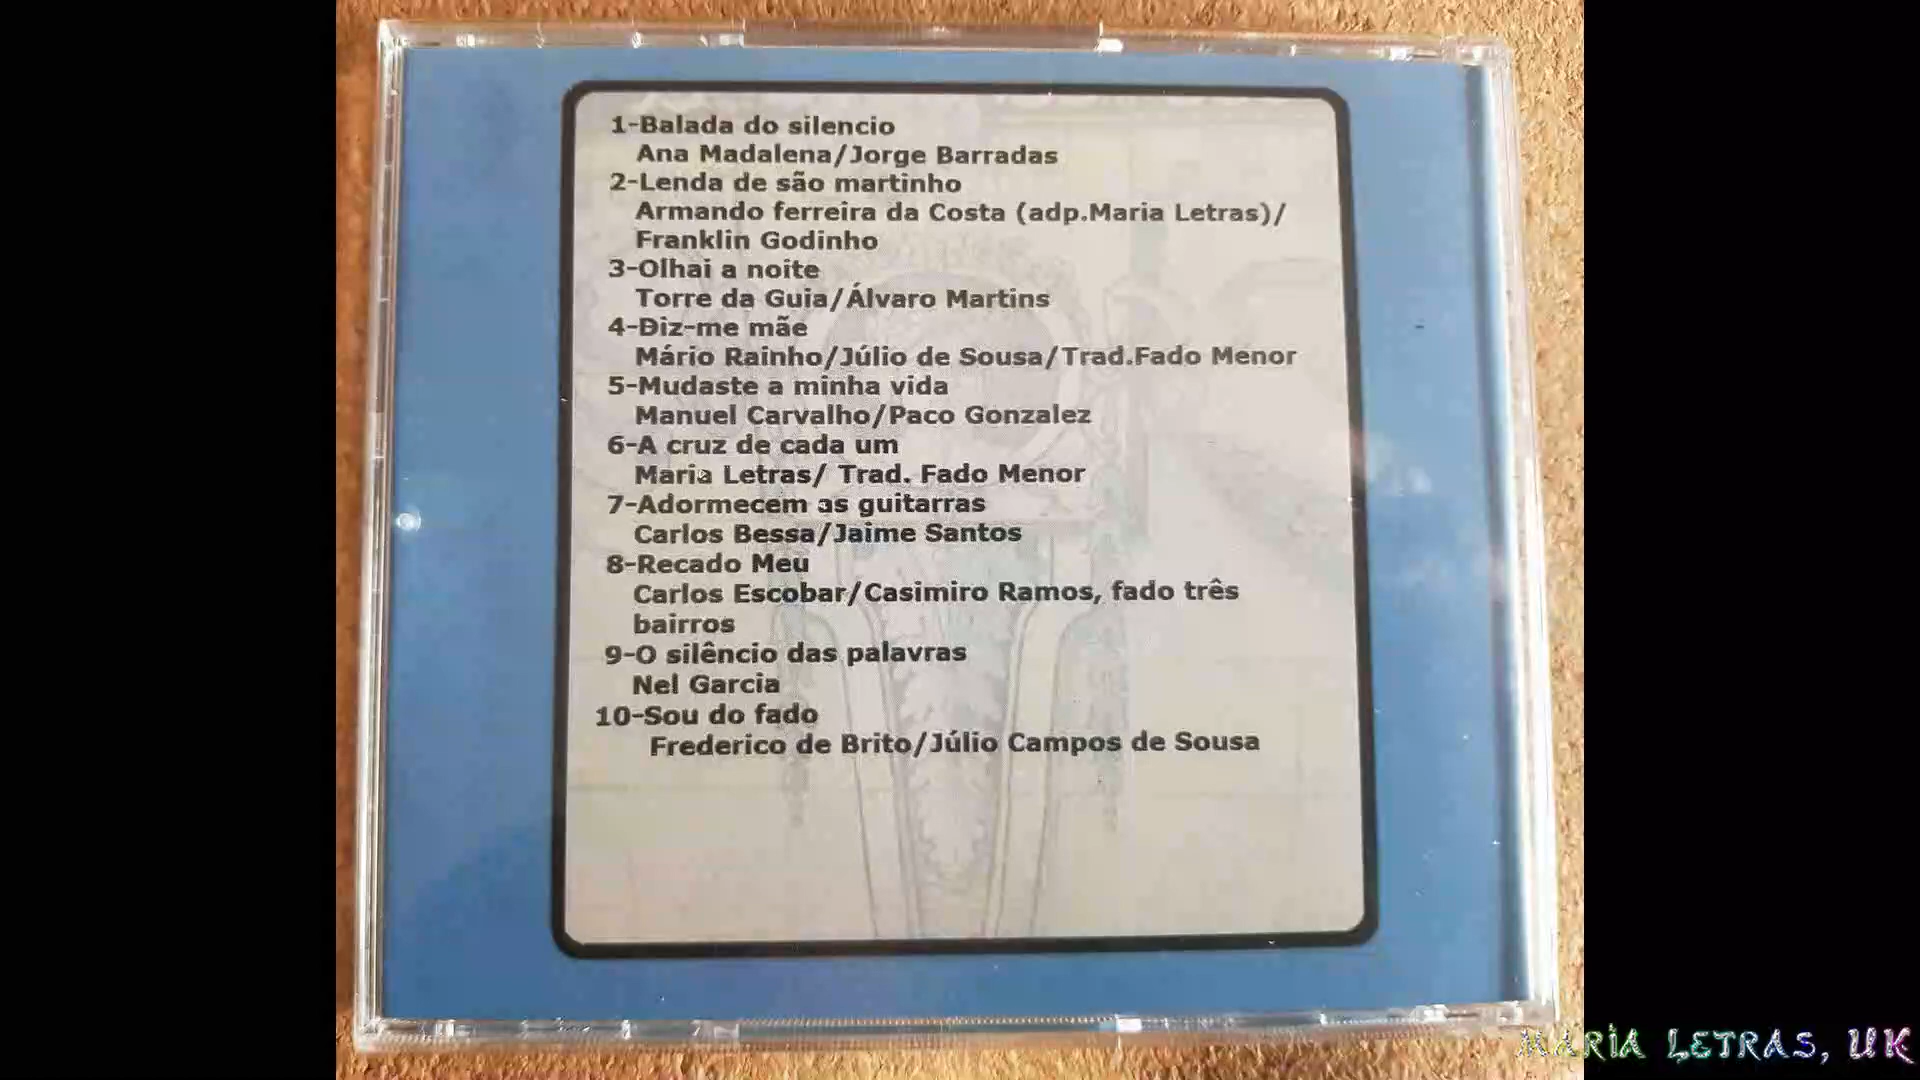 1-Balada do silencio
Ana Madalena/Jorge Barradas
2-Lenda de são martinho
Armando ferreira da Costa (adp.Maria Letras)/
Franklin Godinho
3-Olhai a noite
Torre da Guia/Álvaro Martins
4-Diz-me mãe
Mário Rainho/Júlio de Sousa/Trad.Fado Menor
5-Mudaste a minha vida
Manuel Carvalho/Paco Gonzalez
6-A cruz de cada um
Maria Letras/ Trad. Fado Menor
7-Adormecem as guitarras
Carlos Bessa/Jaime Santos
8-Recado Meu
Carlos Escobar/Casimiro Ramos, fado três
bairros
9-O silêncio das palavras
Nel Garcia
10-Sou do fado
Frederico de Brito/Júlio Campos de Sousa
MARIA LETRAS, UK